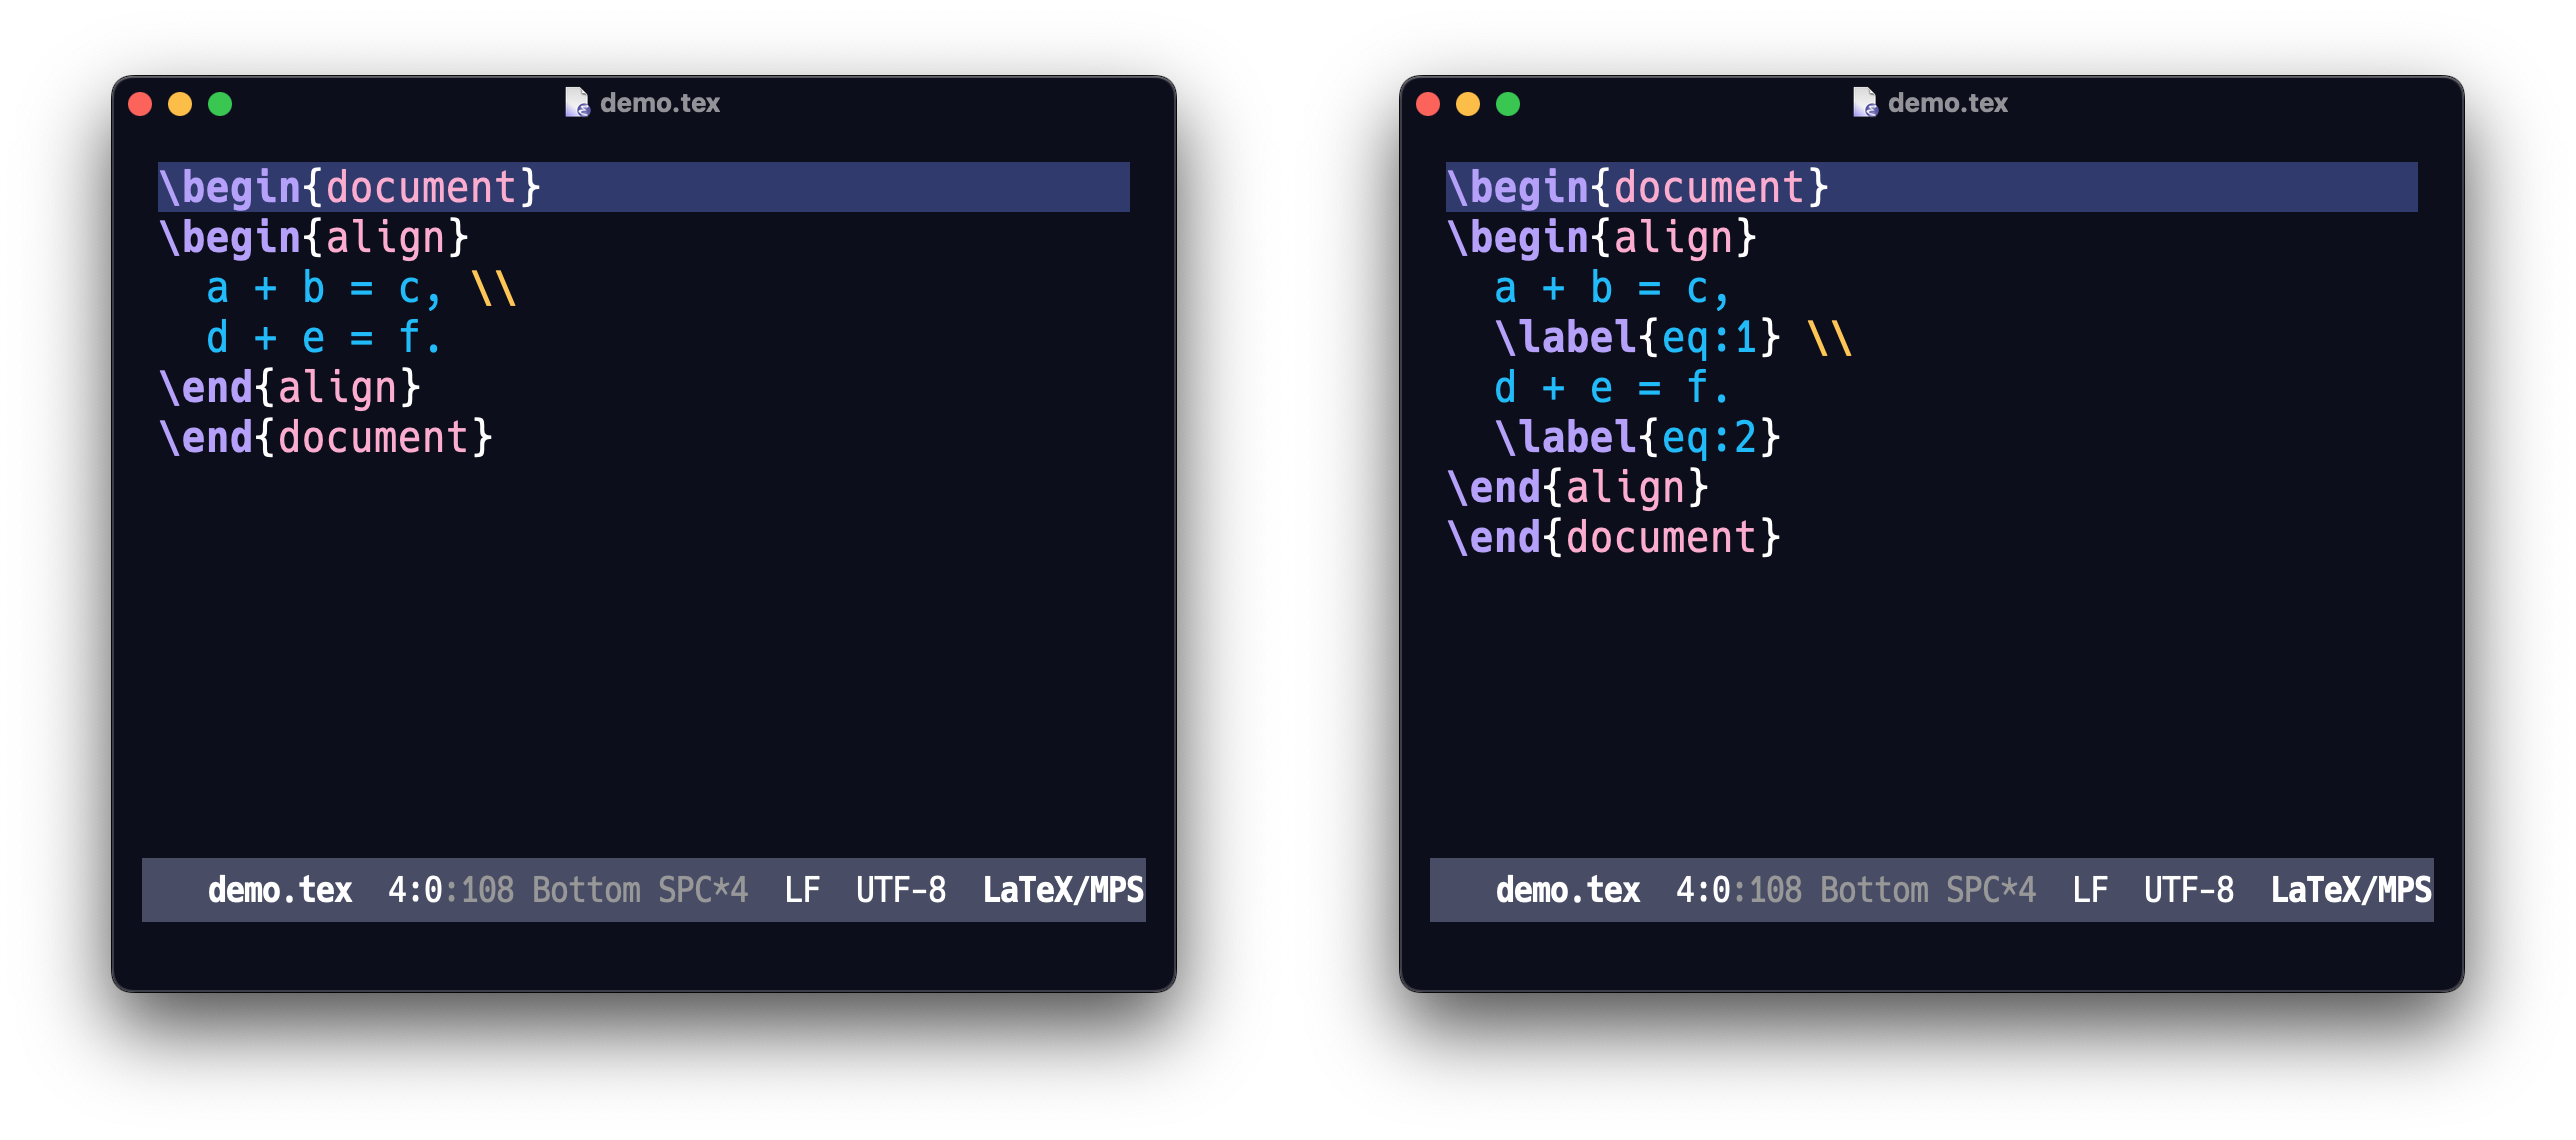 demo.tex
\begin{document}
\begin{align}
  a + b = c, \\
  d + e = f.
\end{align}
\end{document}
demo.tex  4:0:108 Bottom SPC*4  LF  UTF-8  LaTeX/MPS
demo.tex
\begin{document}
\begin{align}
  a + b = c,
  \label{eq:1} \\
  d + e = f.
  \label{eq:2}
\end{align}
\end{document}
demo.tex  4:0:108 Bottom SPC*4  LF  UTF-8  LaTeX/MPS